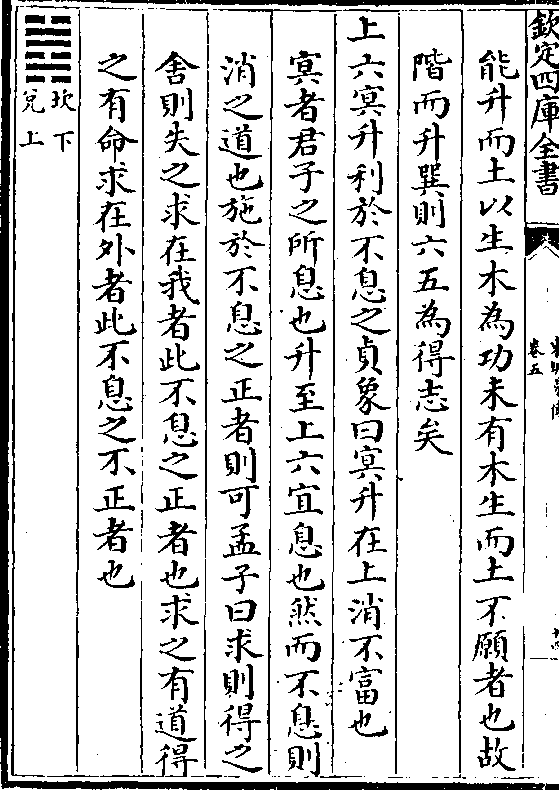 欽定四庫全書
卷五
能升而土以生木為功未有木生而土不願者也故
階而升巽則六五為得志矣
上六冥升利於不息之貞象曰冥升在上消不富也
冥者君子之所息也升至上六宜息也然而不息則
消之道也施於不息之正者則可孟子曰求則得之
舍則失之求在我者此不息之正者也求之有道得
之有命求在外者此不息之不正者也
坎下
兌上